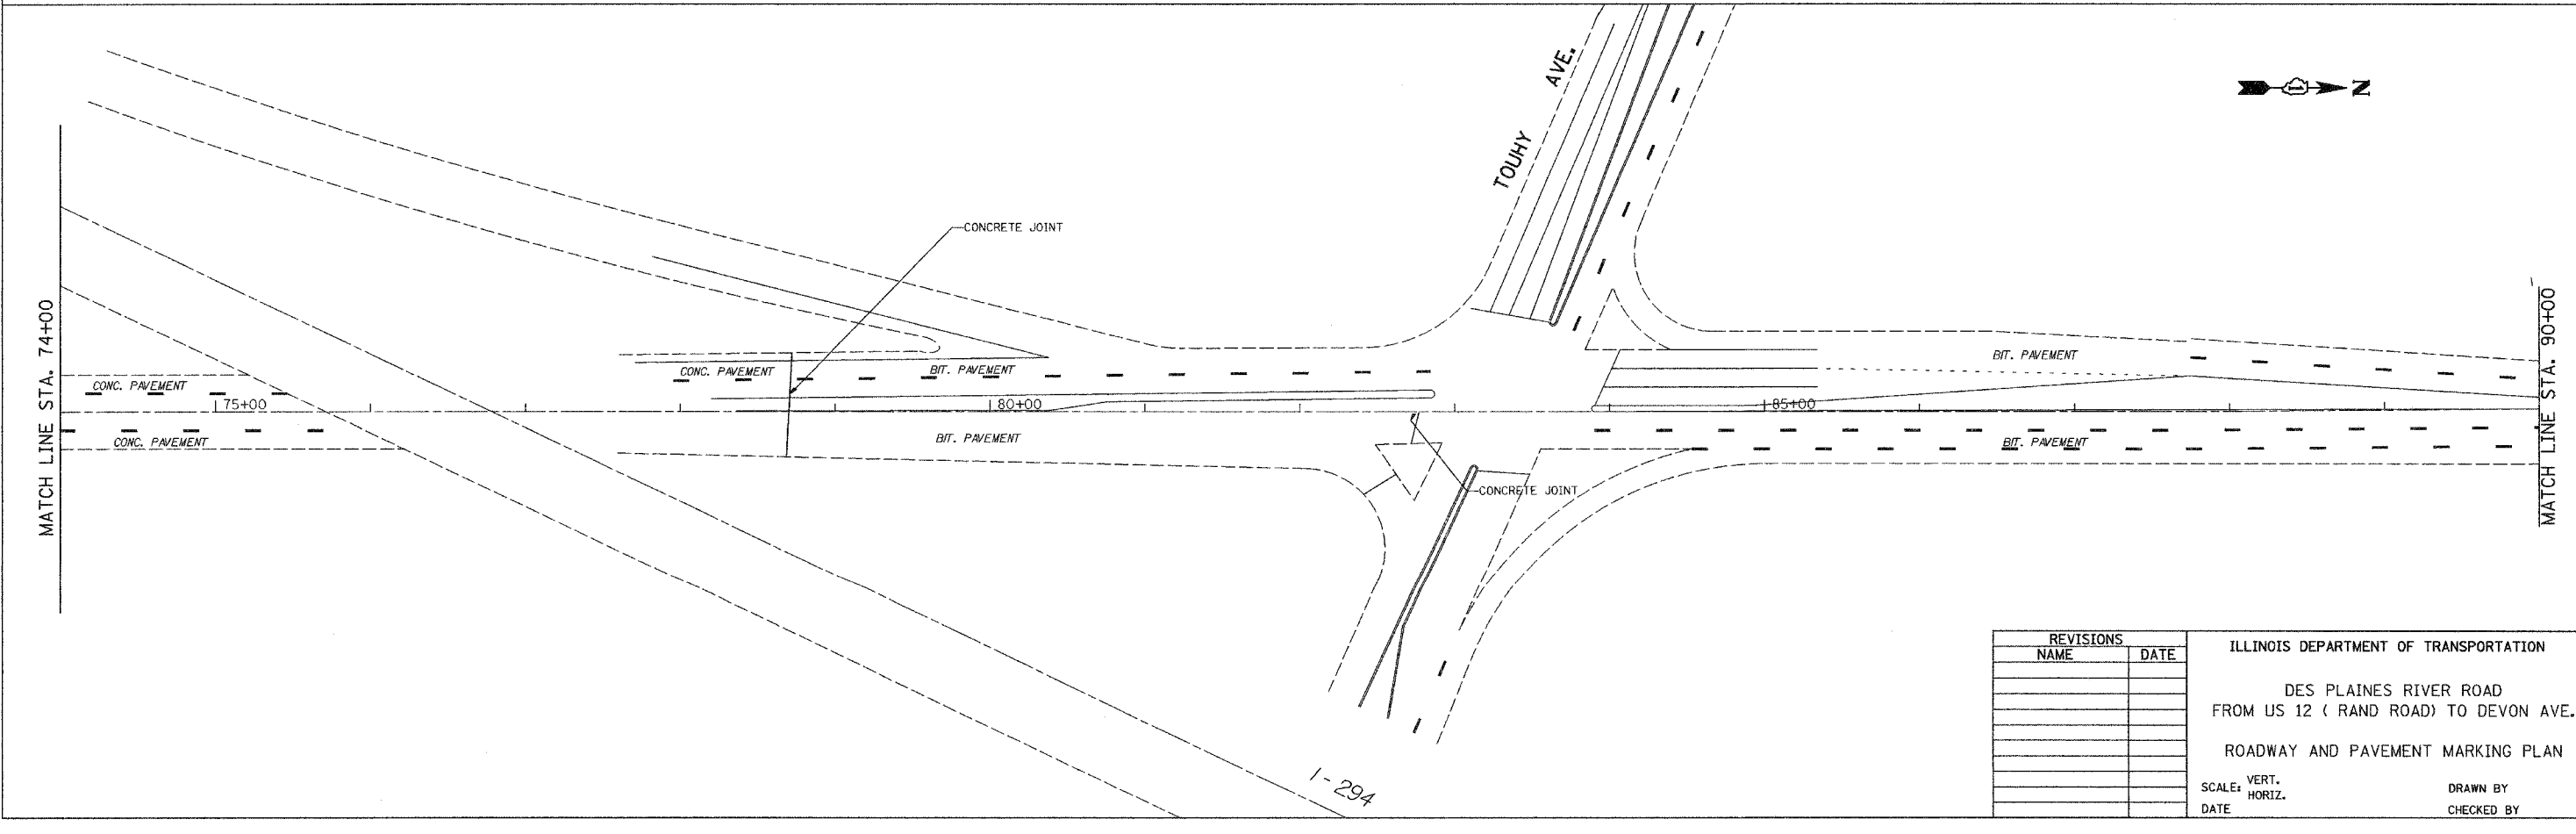 TOUHY AVE.
N
CONCRETE JOINT
MATCH LINE STA. 74+00
MATCH LINE STA. 90+00
CONC. PAVEMENT
75+00
CONC. PAVEMENT
CONC. PAVEMENT
BIT. PAVEMENT
80+00
BIT. PAVEMENT
BIT. PAVEMENT
85+00
BIT. PAVEMENT
CONCRETE JOINT
I-294
REVISIONS
NAME DATE
ILLINOIS DEPARTMENT OF TRANSPORTATION
DES PLAINES RIVER ROAD
FROM US 12 ( RAND ROAD) TO DEVON AVE.
ROADWAY AND PAVEMENT MARKING PLAN
SCALE: VERT.
HORIZ.
DRAWN BY
DATE
CHECKED BY